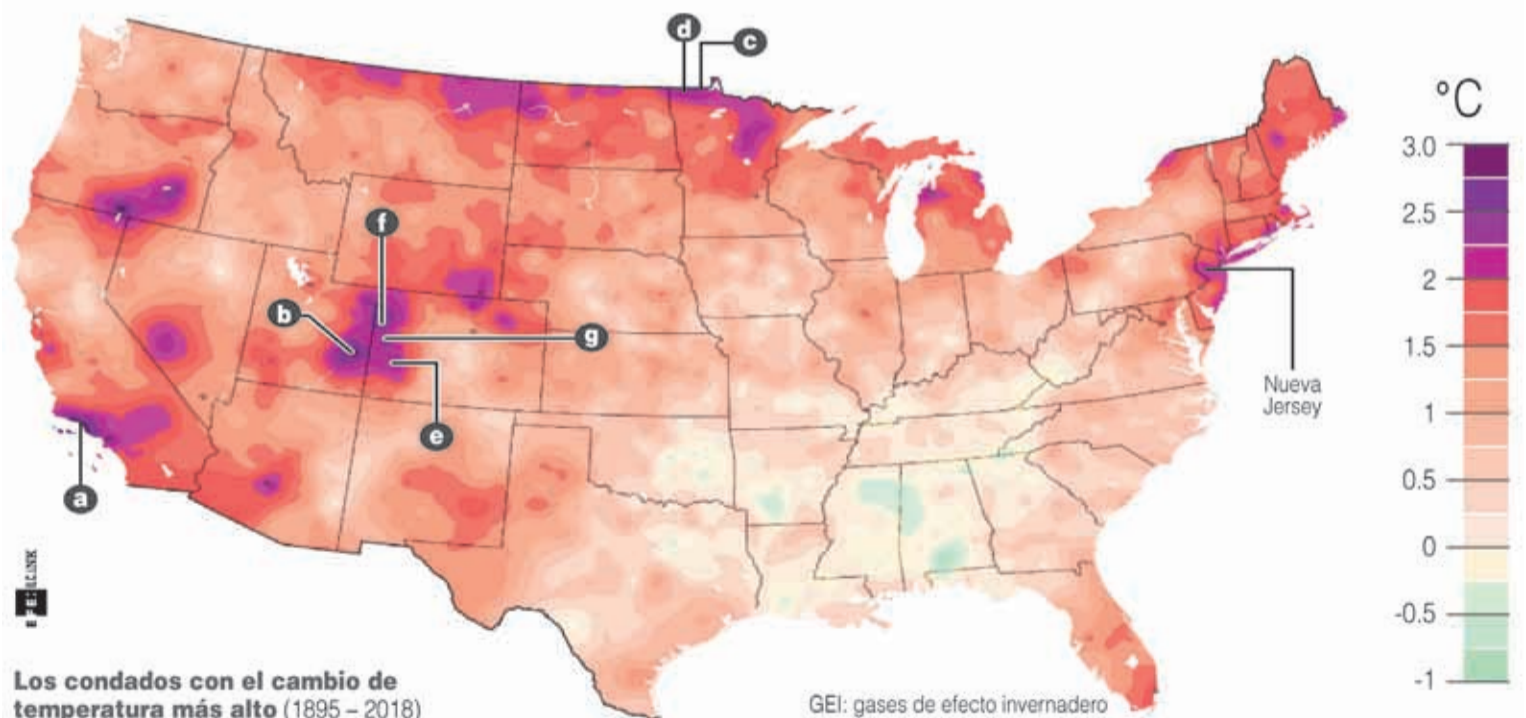 d
c
°C
3.0
f
2.5
2
b
g
1.5
Nueva
Jersey
1
e
a
0.5
0
EFE:
-0.5
Los condados con el cambio de
temperatura más alto (1895 – 2018)
GEI: gases de efecto invernadero
-1